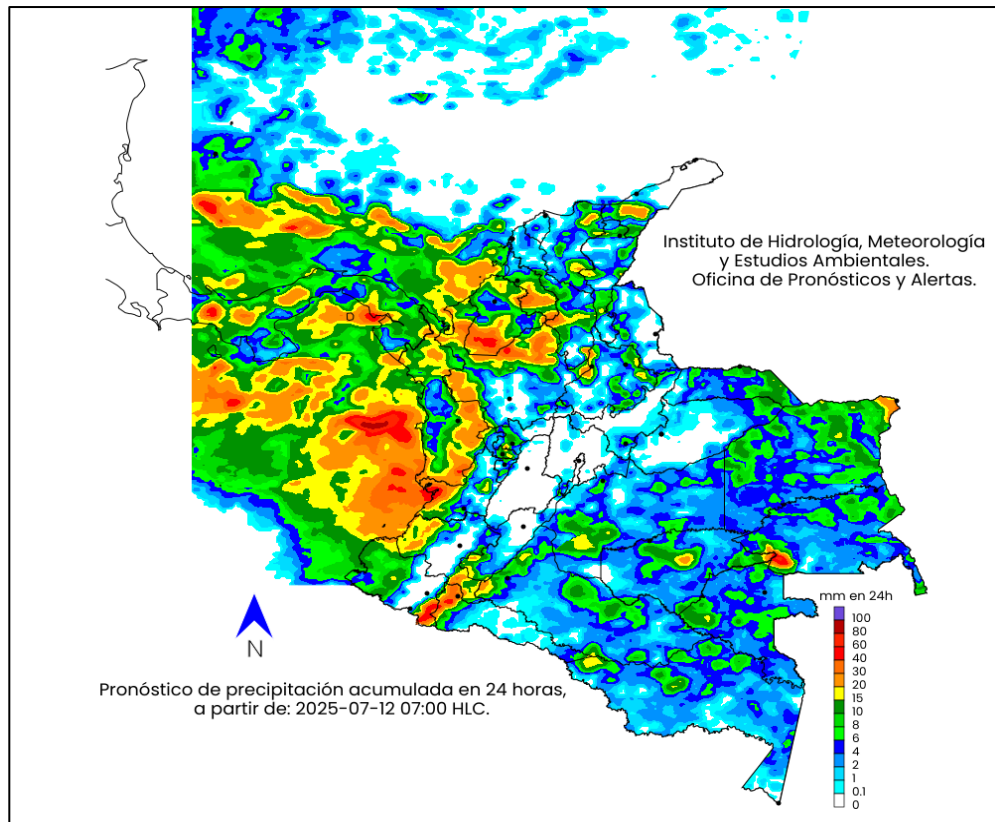 Instituto de Hidrología, Meteorología
y Estudios Ambientales.
Oficina de Pronósticos y Alertas.
mm en 24h
100
80
60
40
30
20
15
10
8
6
4
2
1
0.1
0
N
Pronóstico de precipitación acumulada en 24 horas,
a partir de: 2025-07-12 07:00 HLC.